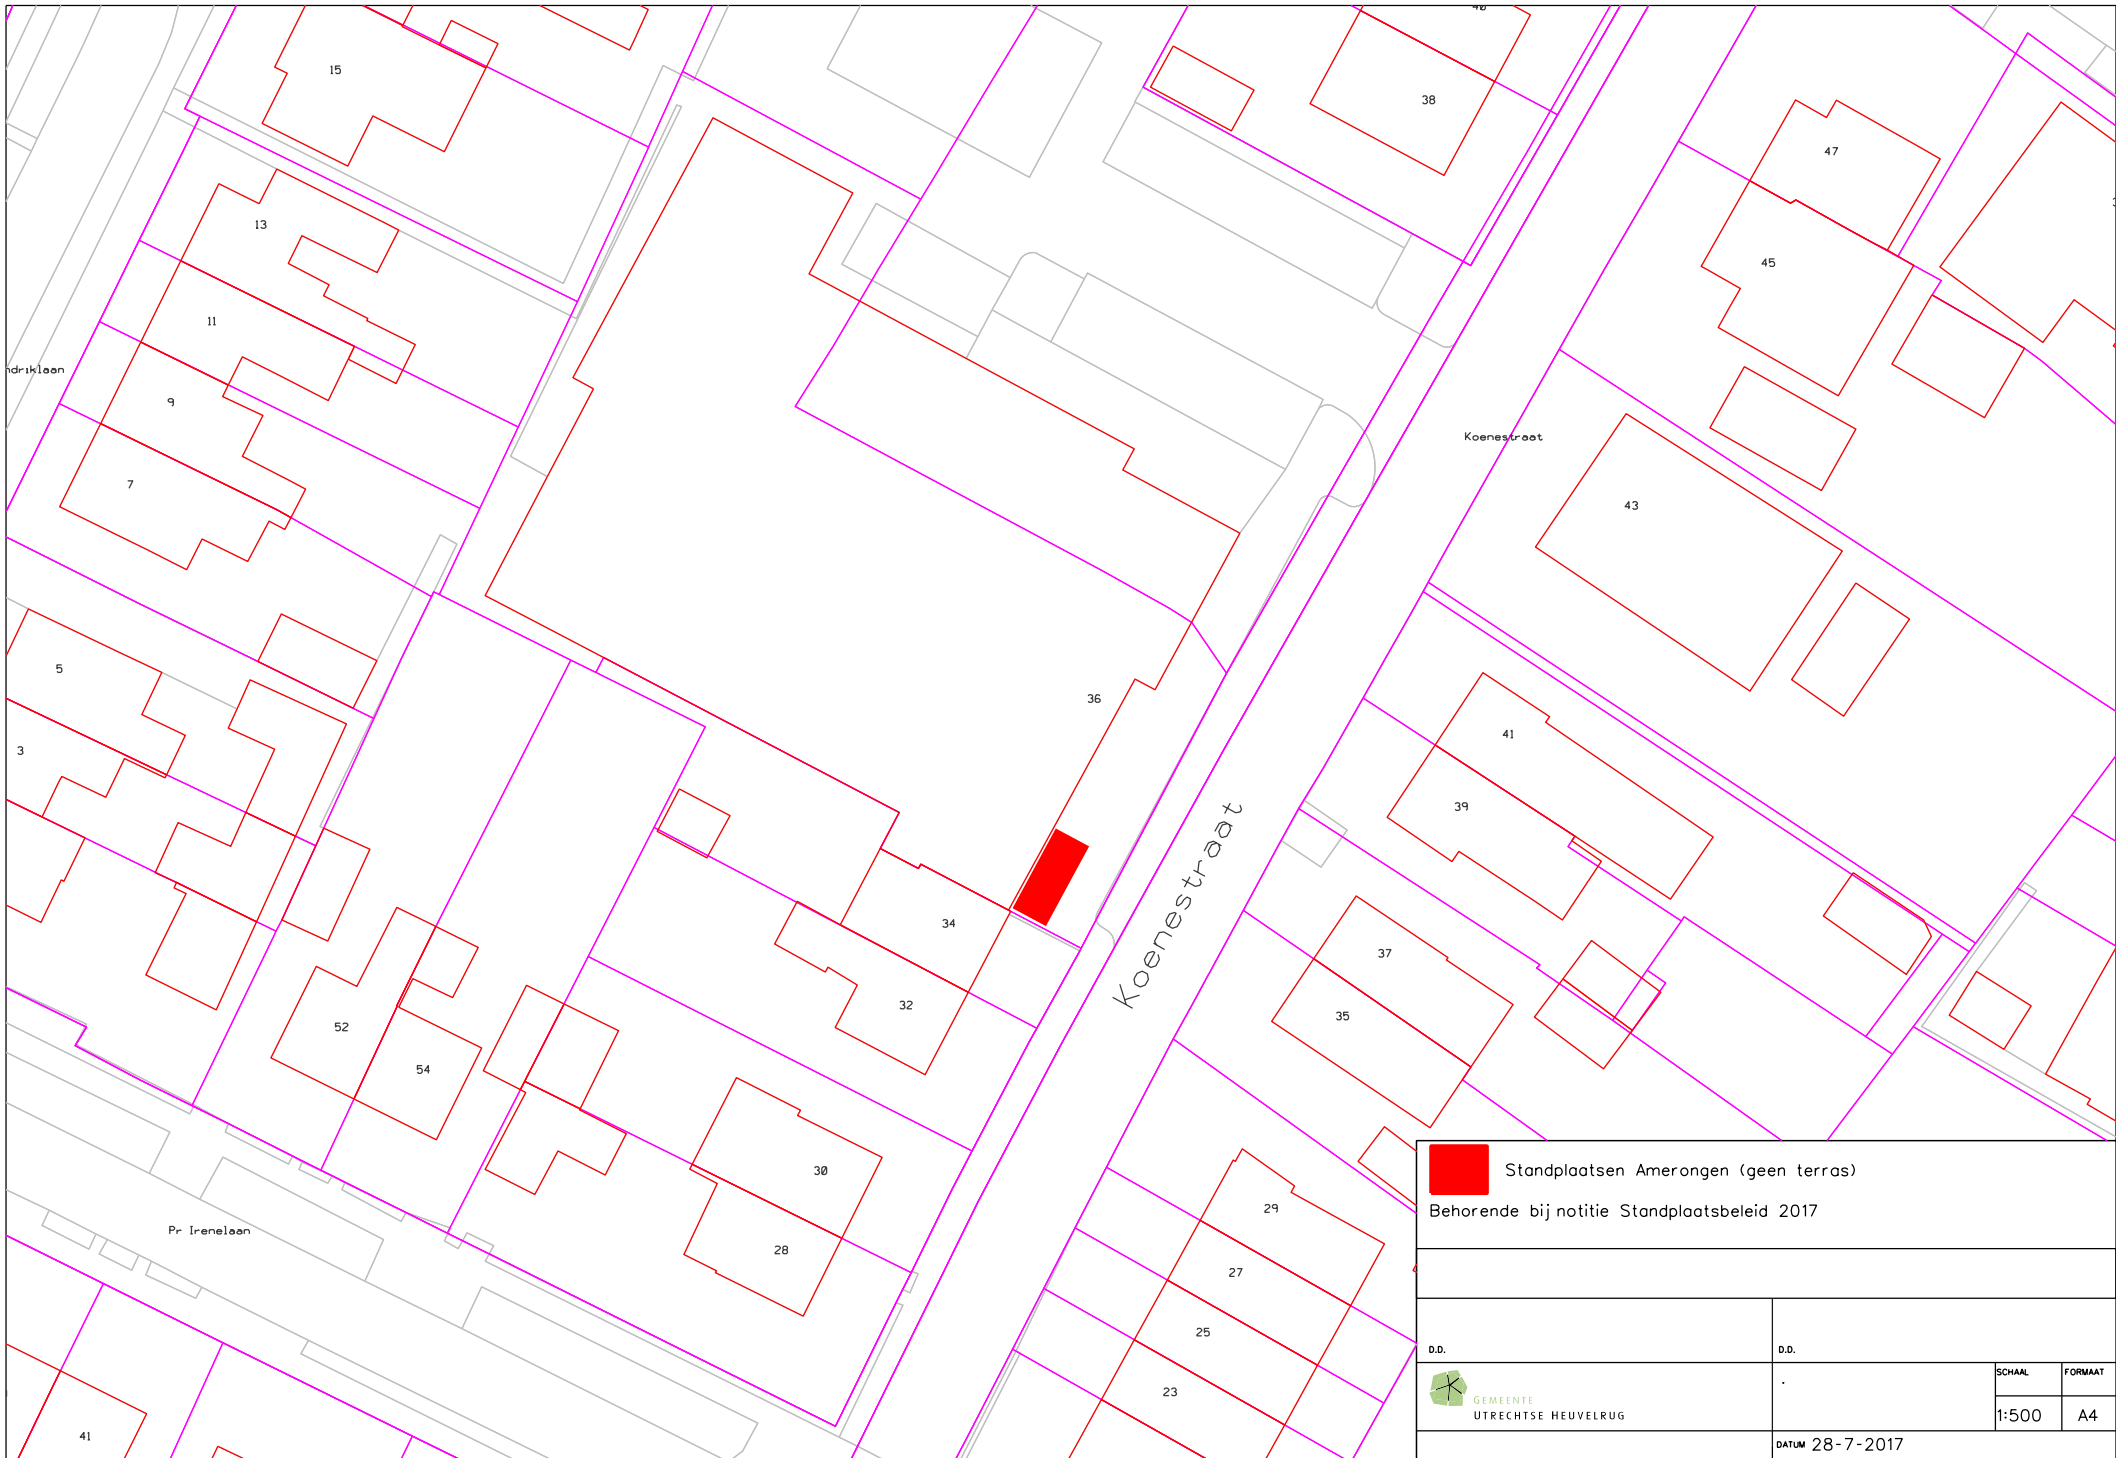 40
15
38
47
13
45
11
ndriklaan
9
Koenestraat
7
43
5
36
41
3
39
Koenestraat
34
37
32
35
52
54
30
29
Pr Irenelaan
28
27
25
23
41
Standplaatsen Amerongen (geen terras)
Behorende bij notitie Standplaatsbeleid 2017
D.D.
D.D.
SCHAAL
FORMAAT
GEMEENTE
UTRECHTSE HEUVELRUG
1:500
A4
DATUM 28-7-2017